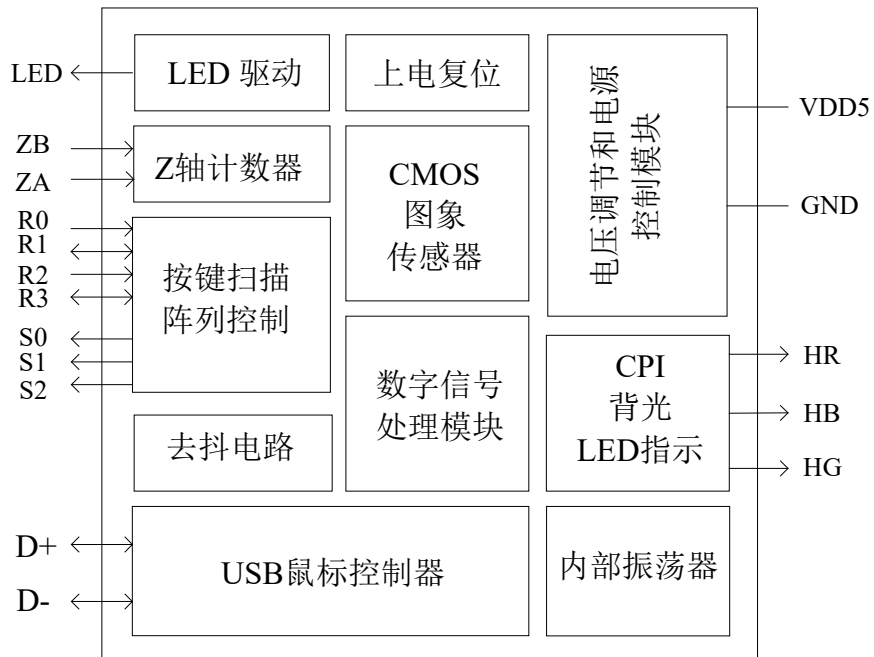 LED
LED 驱动
上电复位
电压调节和电源
控制模块
VDD5
ZB
ZA
Z轴计数器
CMOS
图象
传感器
GND
R0
R1
R2
R3
S0
S1
S2
按键扫描
阵列控制
数字信号
处理模块
CPI
背光
LED指示
HR
HB
HG
去抖电路
D+
D-
USB鼠标控制器
内部振荡器